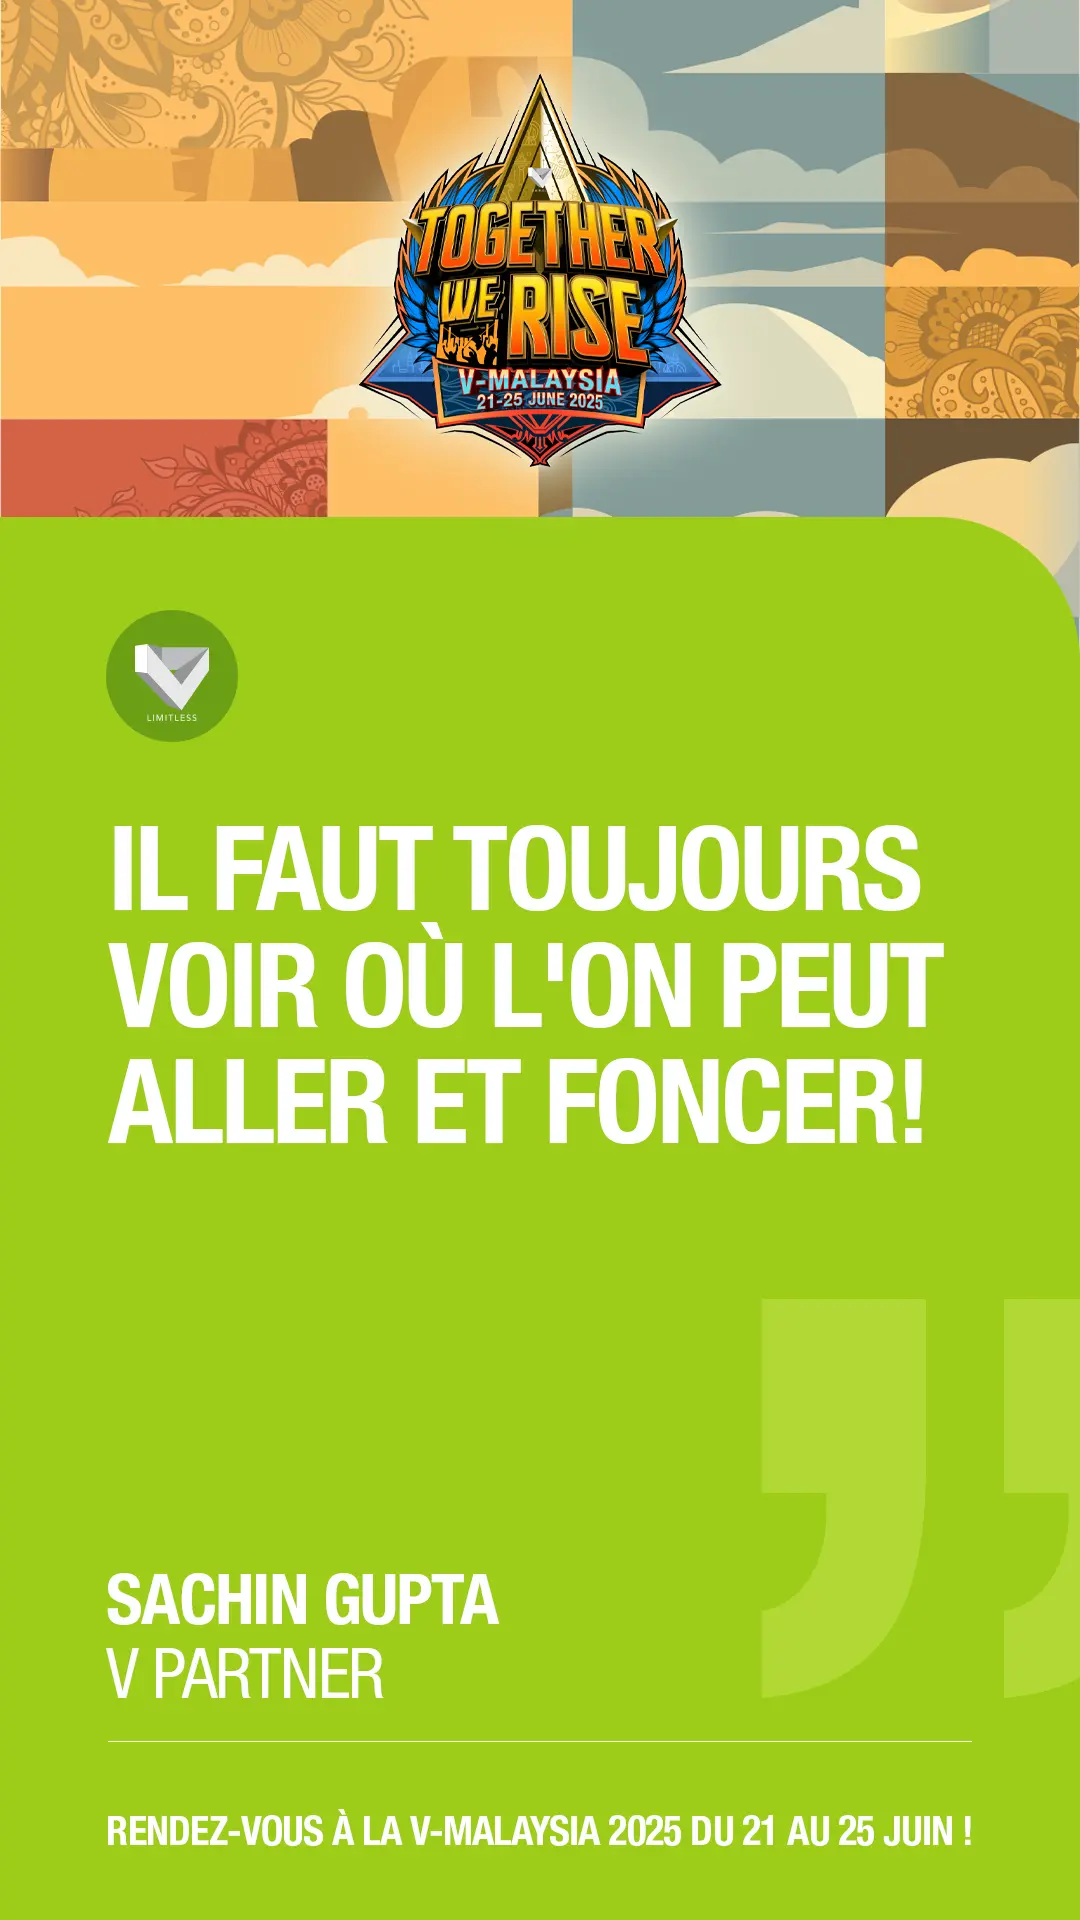 TOGETHER
WE RISE
V-MALAYSIA
21-25 JUNE 2025
LIMITLESS
IL FAUT TOUJOURS
VOIR OÙ L'ON PEUT
ALLER ET FONCER!
SACHIN GUPTA
V PARTNER
RENDEZ-VOUS À LA V-MALAYSIA 2025 DU 21 AU 25 JUIN !